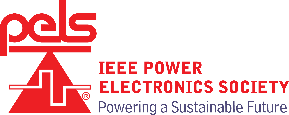 pels
IEEE POWER
ELECTRONICS SOCIETY
®
Powering a Sustainable Future